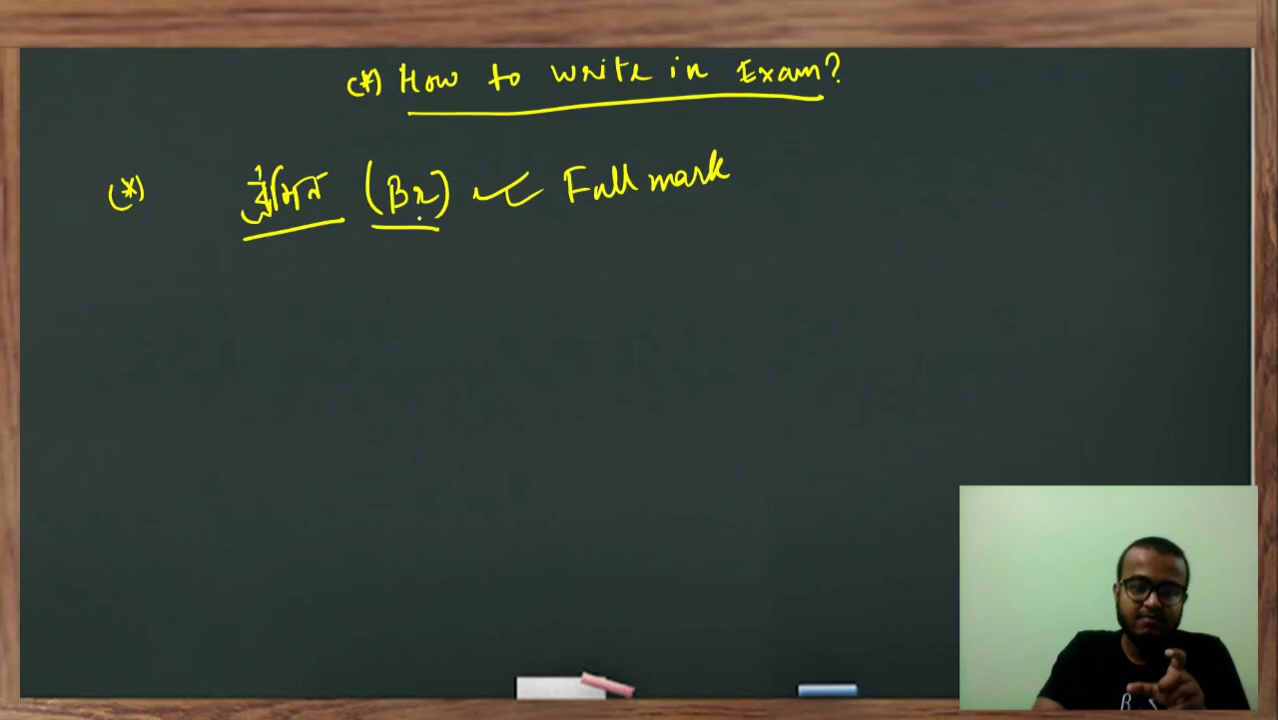 (*) How to write in Exam?
(*) ব্রোমিন (Br) ✓ Full mark